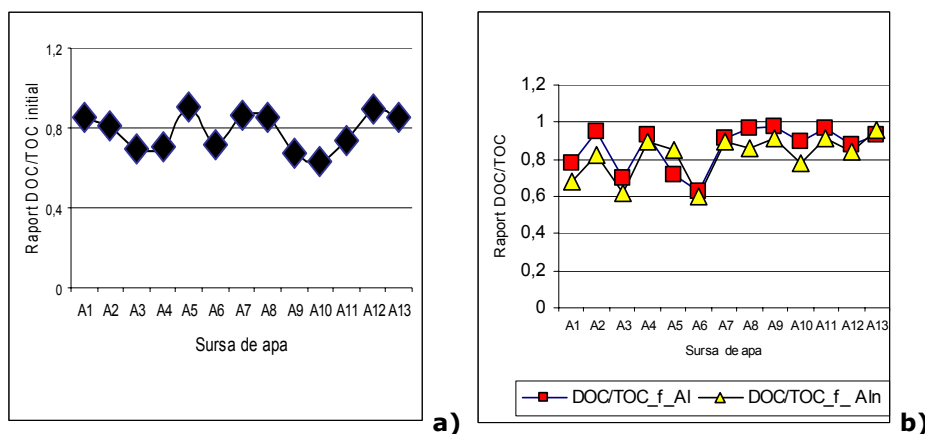 Raport DOC/TOC initial
1,2
0,8
0,4
0
A1 A2 A3 A4 A5 A6 A7 A8 A9 A10 A11 A12 A13
Sursa de apa
a)
Raport DOC/TOC
1,2
1
0,8
0,6
0,4
0,2
0
A1 A2 A3 A4 A5 A6 A7 A8 A9 A10 A11 A12 A13
Sursa de apa
DOC/TOC_f_Al DOC/TOC_f_ Aln
b)